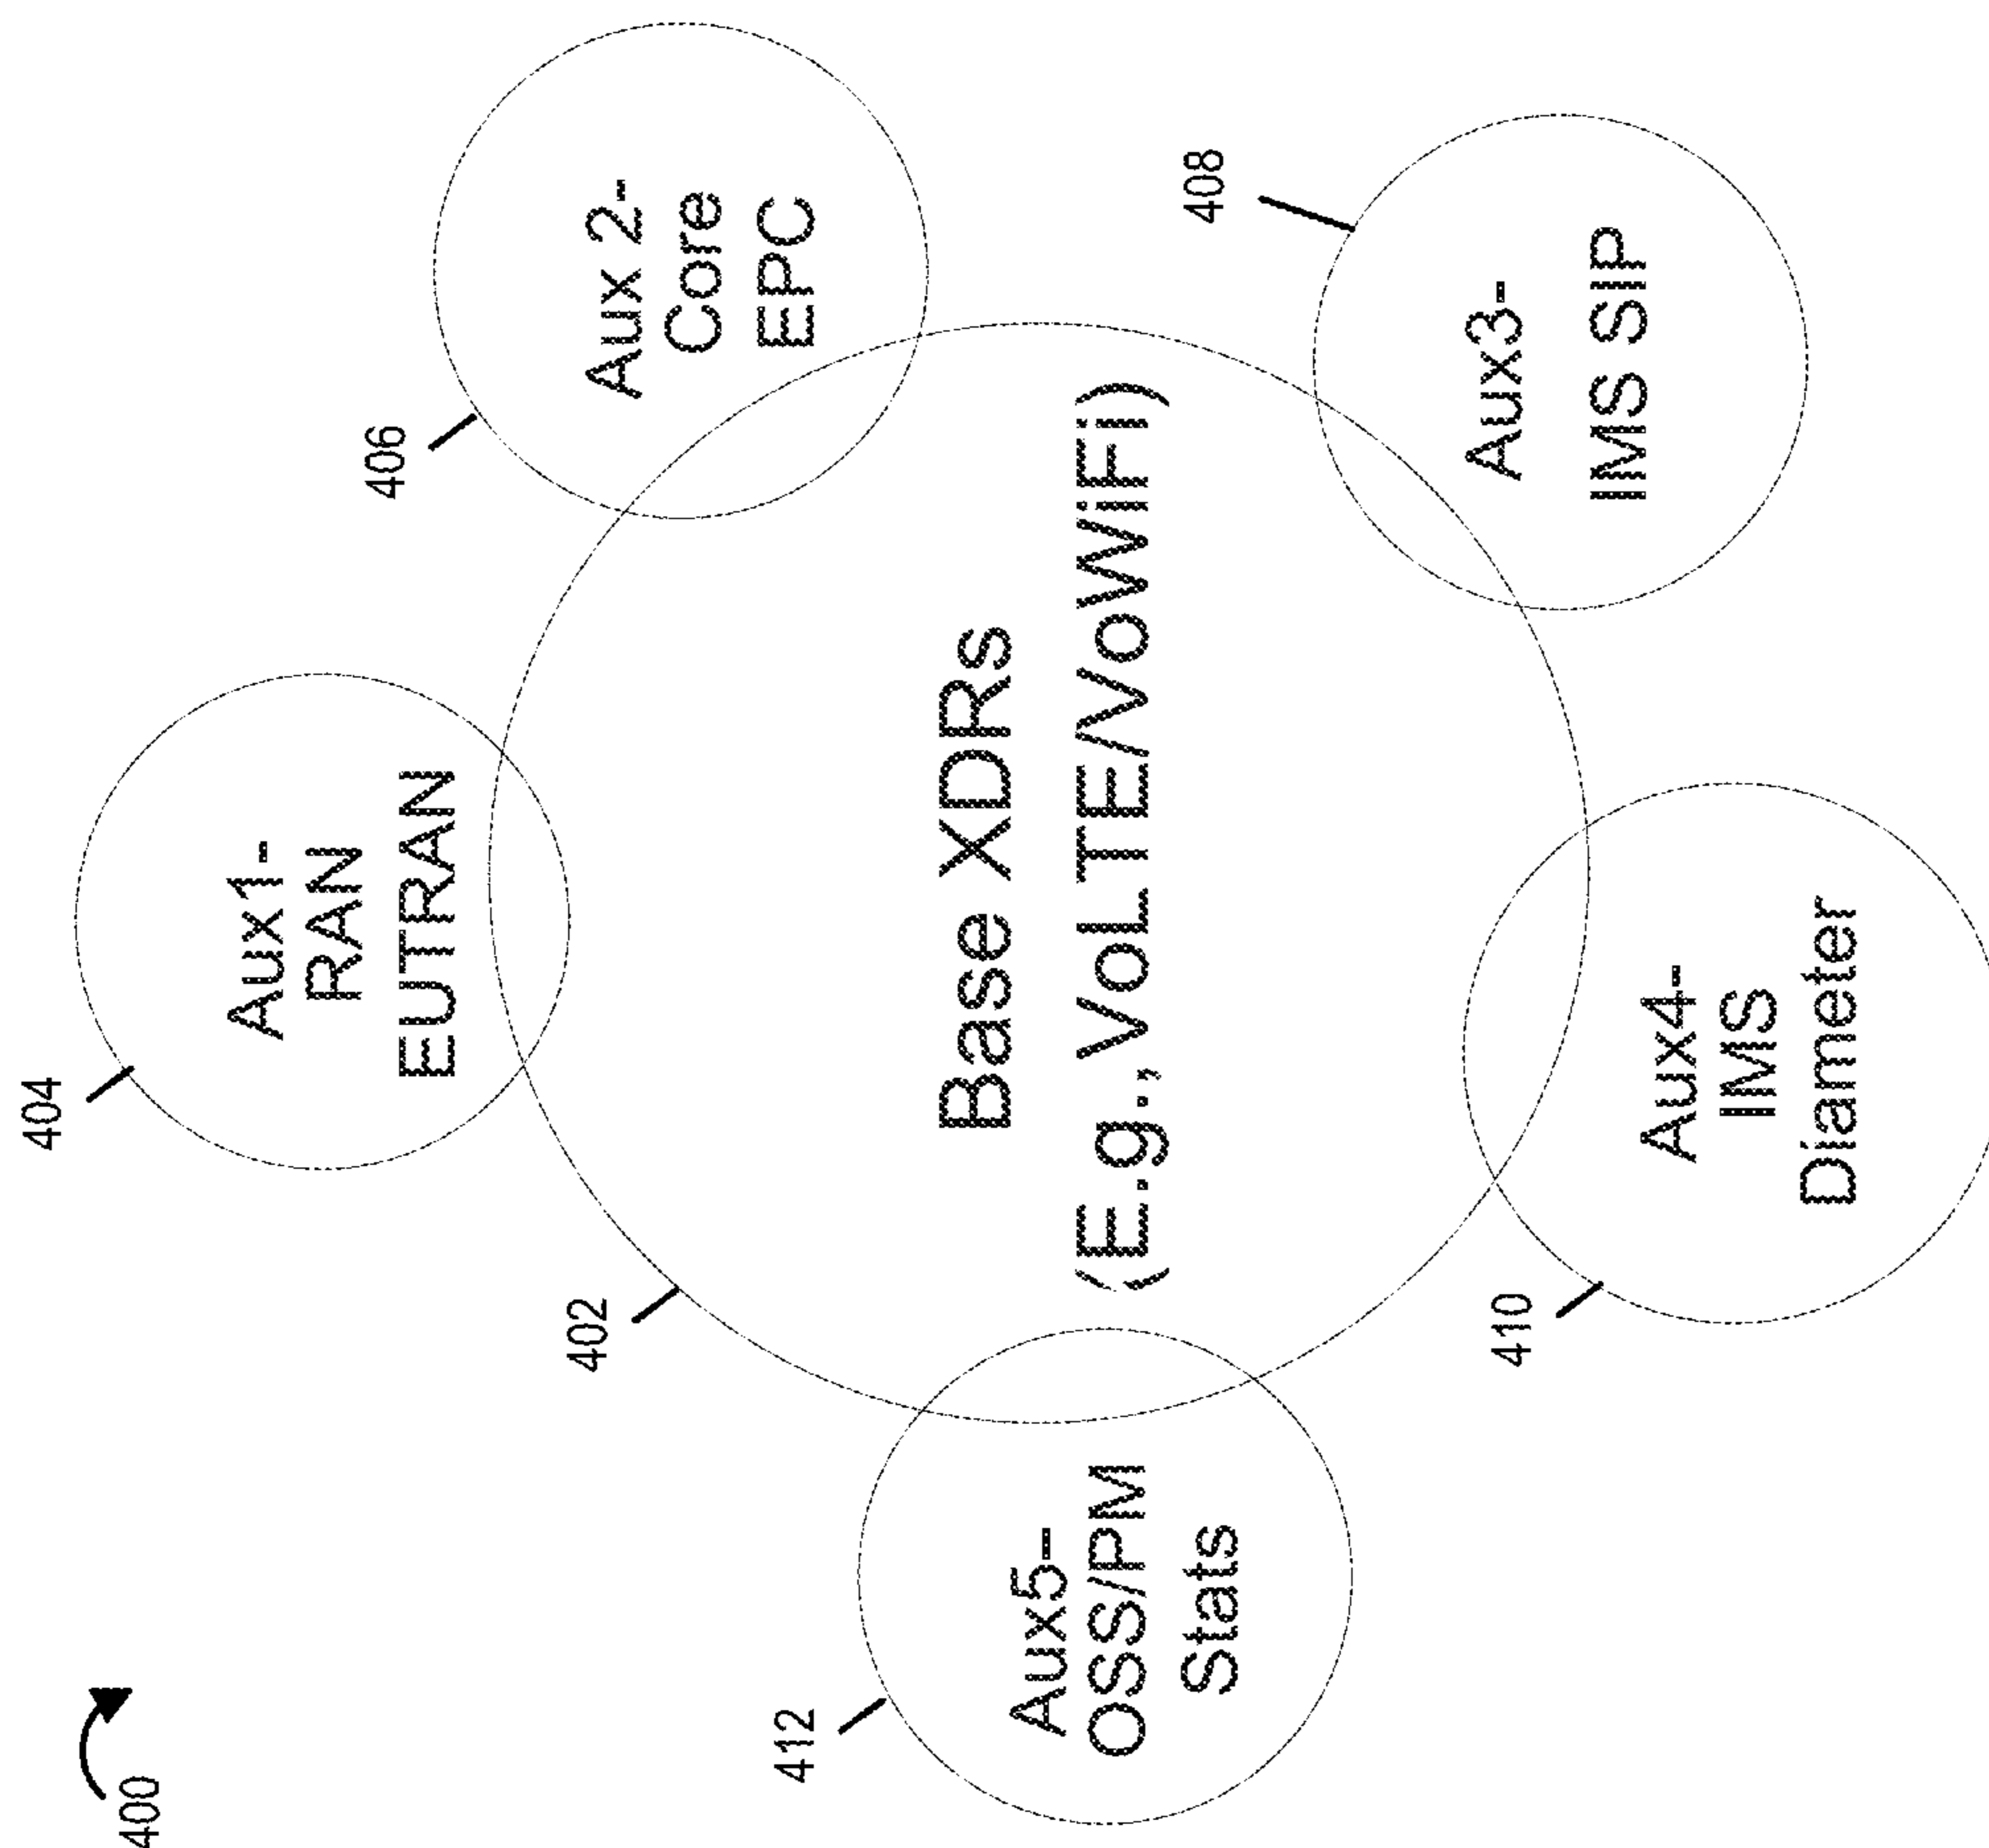 400
404
Aux1-
RAN
EUTRAN
406
Aux 2-
Core
EPC
402
Base XDRs
(E.g.,VoLTE/VoWiFi)
412
Aux5-
OSS/PM
Stats
408
Aux3-
IMS SIP
410
Aux4-
IMS
Diameter